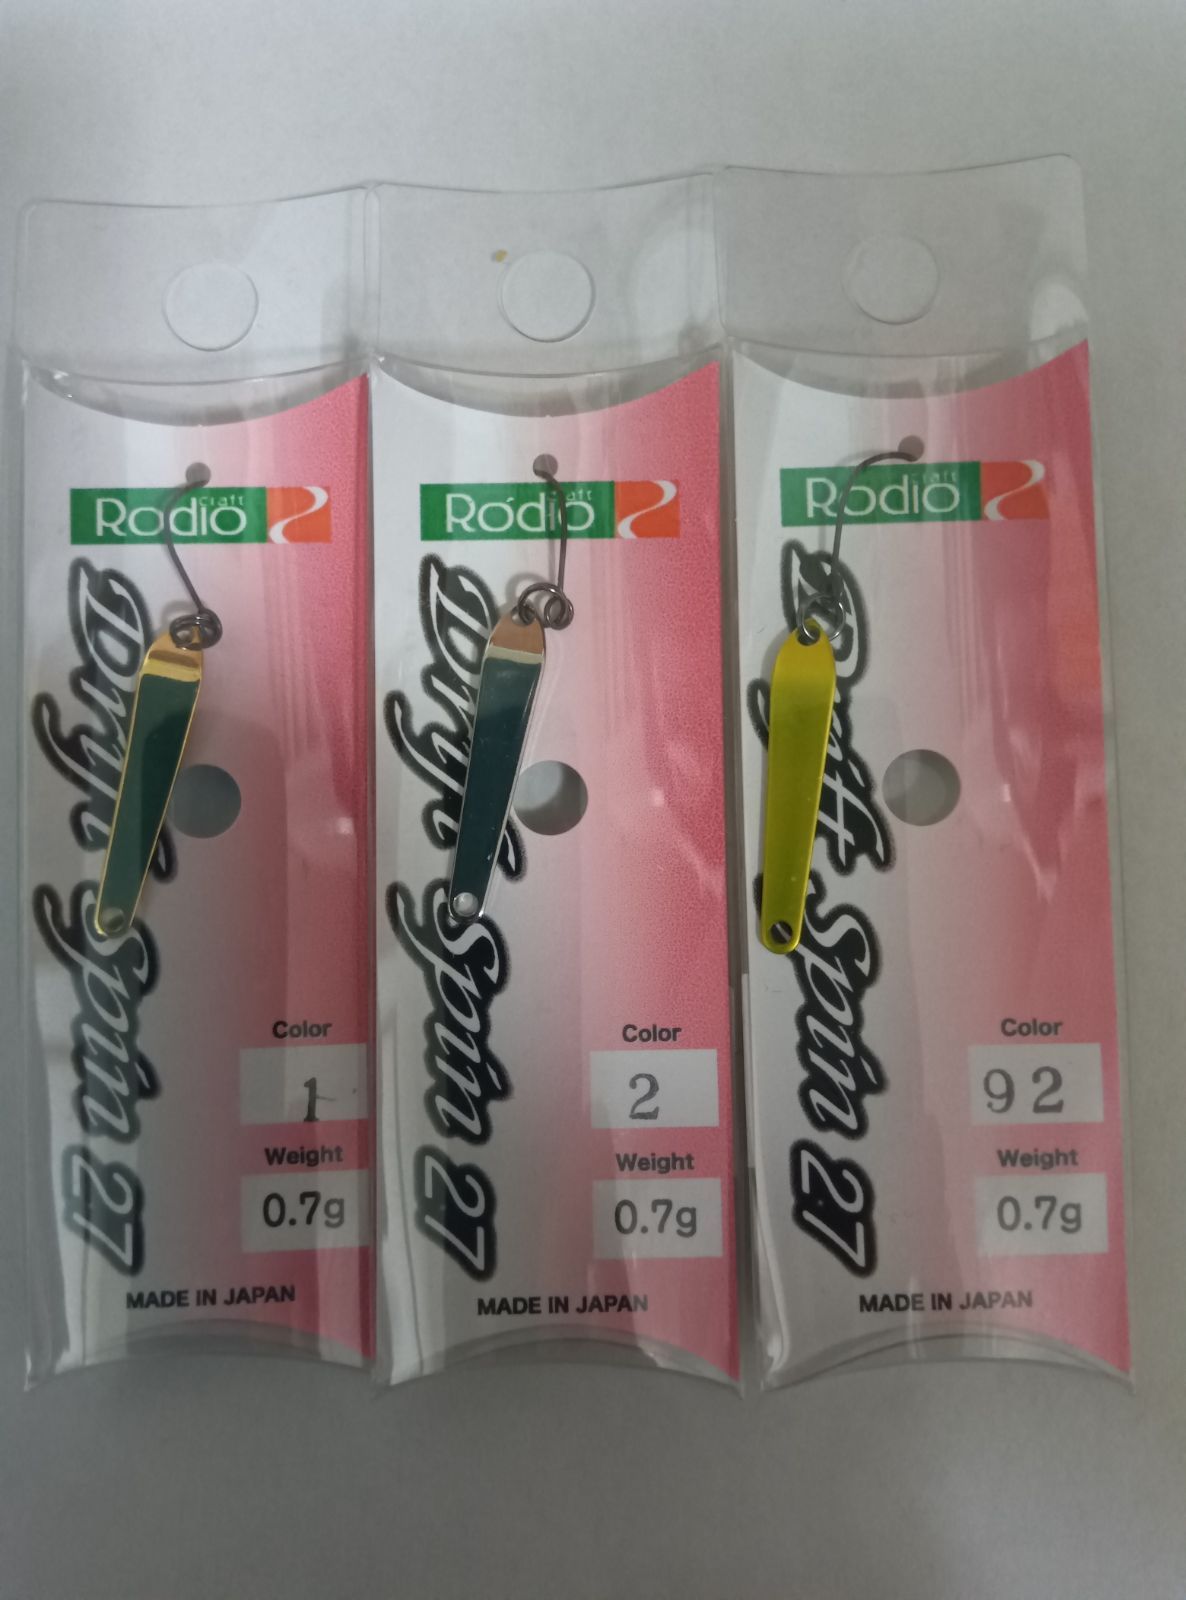 craft
Rodio
Drift Spin 27
Color
1
Weight
0.7g
MADE IN JAPAN
craft
Rodio
Drift Spin 27
Color
2
Weight
0.7g
MADE IN JAPAN
craft
Rodio
Drift Spin 27
Color
92
Weight
0.7g
MADE IN JAPAN